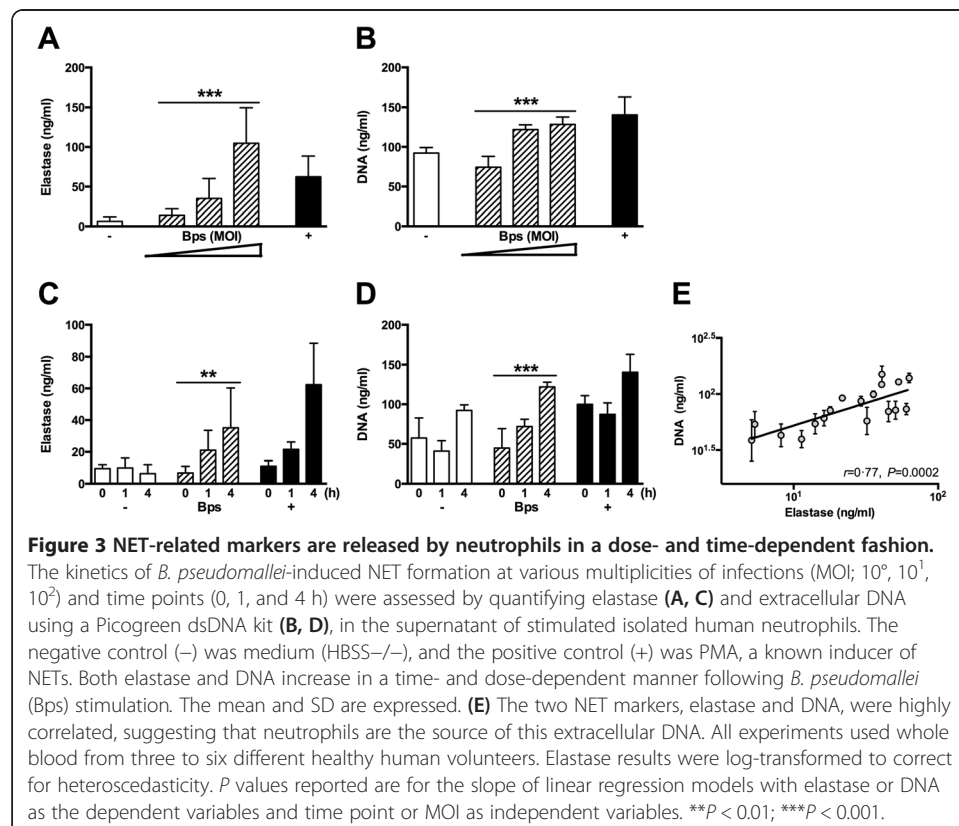 A
B
200
150
100
50
0
Elastase (ng/ml)
***
-
Bps (MOI)
+
200
150
100
50
0
DNA (ng/ml)
***
-
Bps (MOI)
+
C
D
E
100
80
60
40
20
0
Elastase (ng/ml)
**
0 1 4 0 1 4 0 1 4 (h)
- Bps +
200
150
100
50
0
DNA (ng/ml)
***
0 1 4 0 1 4 0 1 4 (h)
- Bps +
10^2.5
10^2
10^1.5
DNA (ng/ml)
r=0·77, P=0.0002
10^1 10^2
Elastase (ng/ml)
Figure 3 NET-related markers are released by neutrophils in a dose- and time-dependent fashion.
The kinetics of B. pseudomallei-induced NET formation at various multiplicities of infections (MOI; 10°, 10^1,
10^2) and time points (0, 1, and 4 h) were assessed by quantifying elastase (A, C) and extracellular DNA
using a Picogreen dsDNA kit (B, D), in the supernatant of stimulated isolated human neutrophils. The
negative control (−) was medium (HBSS−/−), and the positive control (+) was PMA, a known inducer of
NETs. Both elastase and DNA increase in a time- and dose-dependent manner following B. pseudomallei
(Bps) stimulation. The mean and SD are expressed. (E) The two NET markers, elastase and DNA, were highly
correlated, suggesting that neutrophils are the source of this extracellular DNA. All experiments used whole
blood from three to six different healthy human volunteers. Elastase results were log-transformed to correct
for heteroscedasticity. P values reported are for the slope of linear regression models with elastase or DNA
as the dependent variables and time point or MOI as independent variables. **P < 0.01; ***P < 0.001.